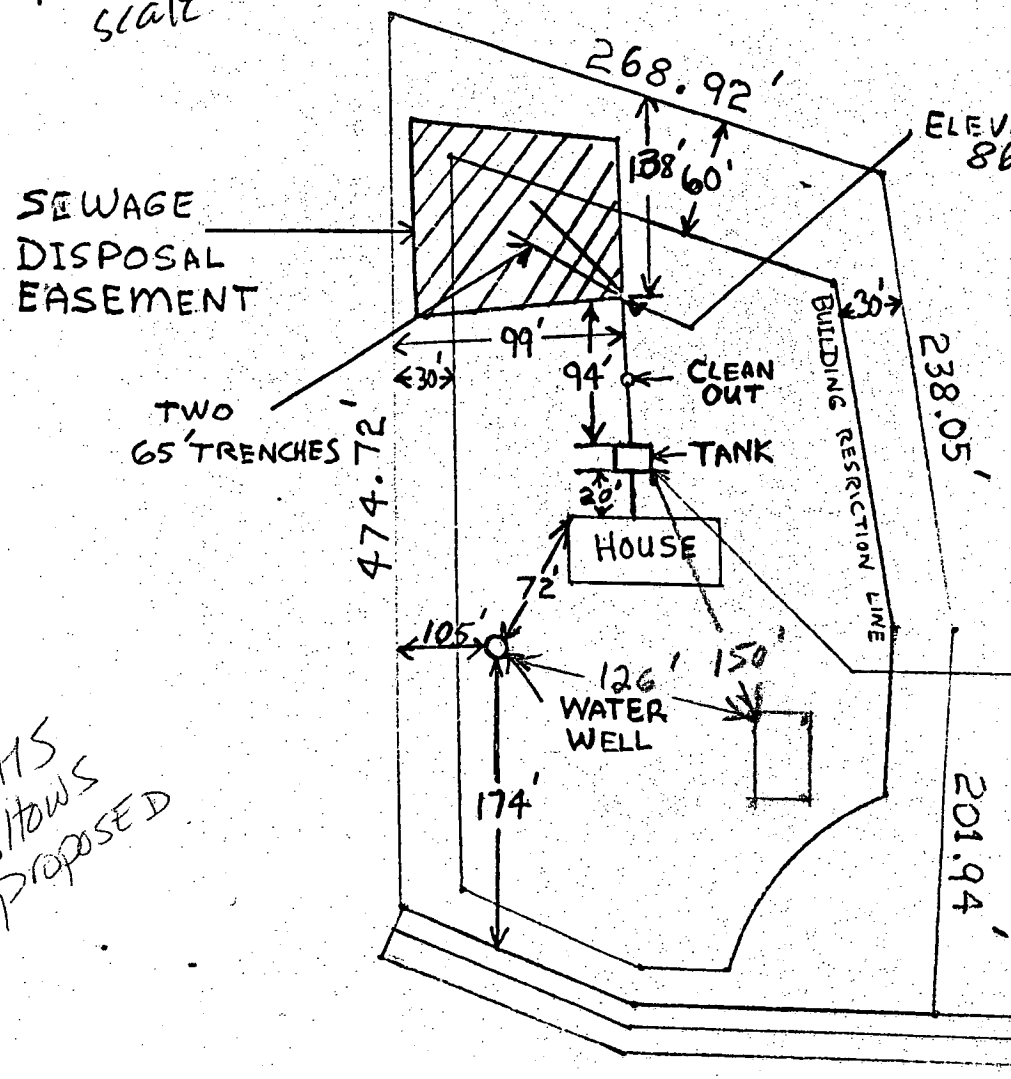 scale
268.92'
ELEV
86
138'
60'
SEWAGE
DISPOSAL
EASEMENT
30'
BUILDING RESRICTION LINE
238.05'
99'
30'
94'
CLEAN
OUT
TWO
65' TRENCHES
474.72'
TANK
20'
HOUSE
72'
105'
126'
150'
WATER
WELL
174'
201.94'
HOWS
PROPOSED